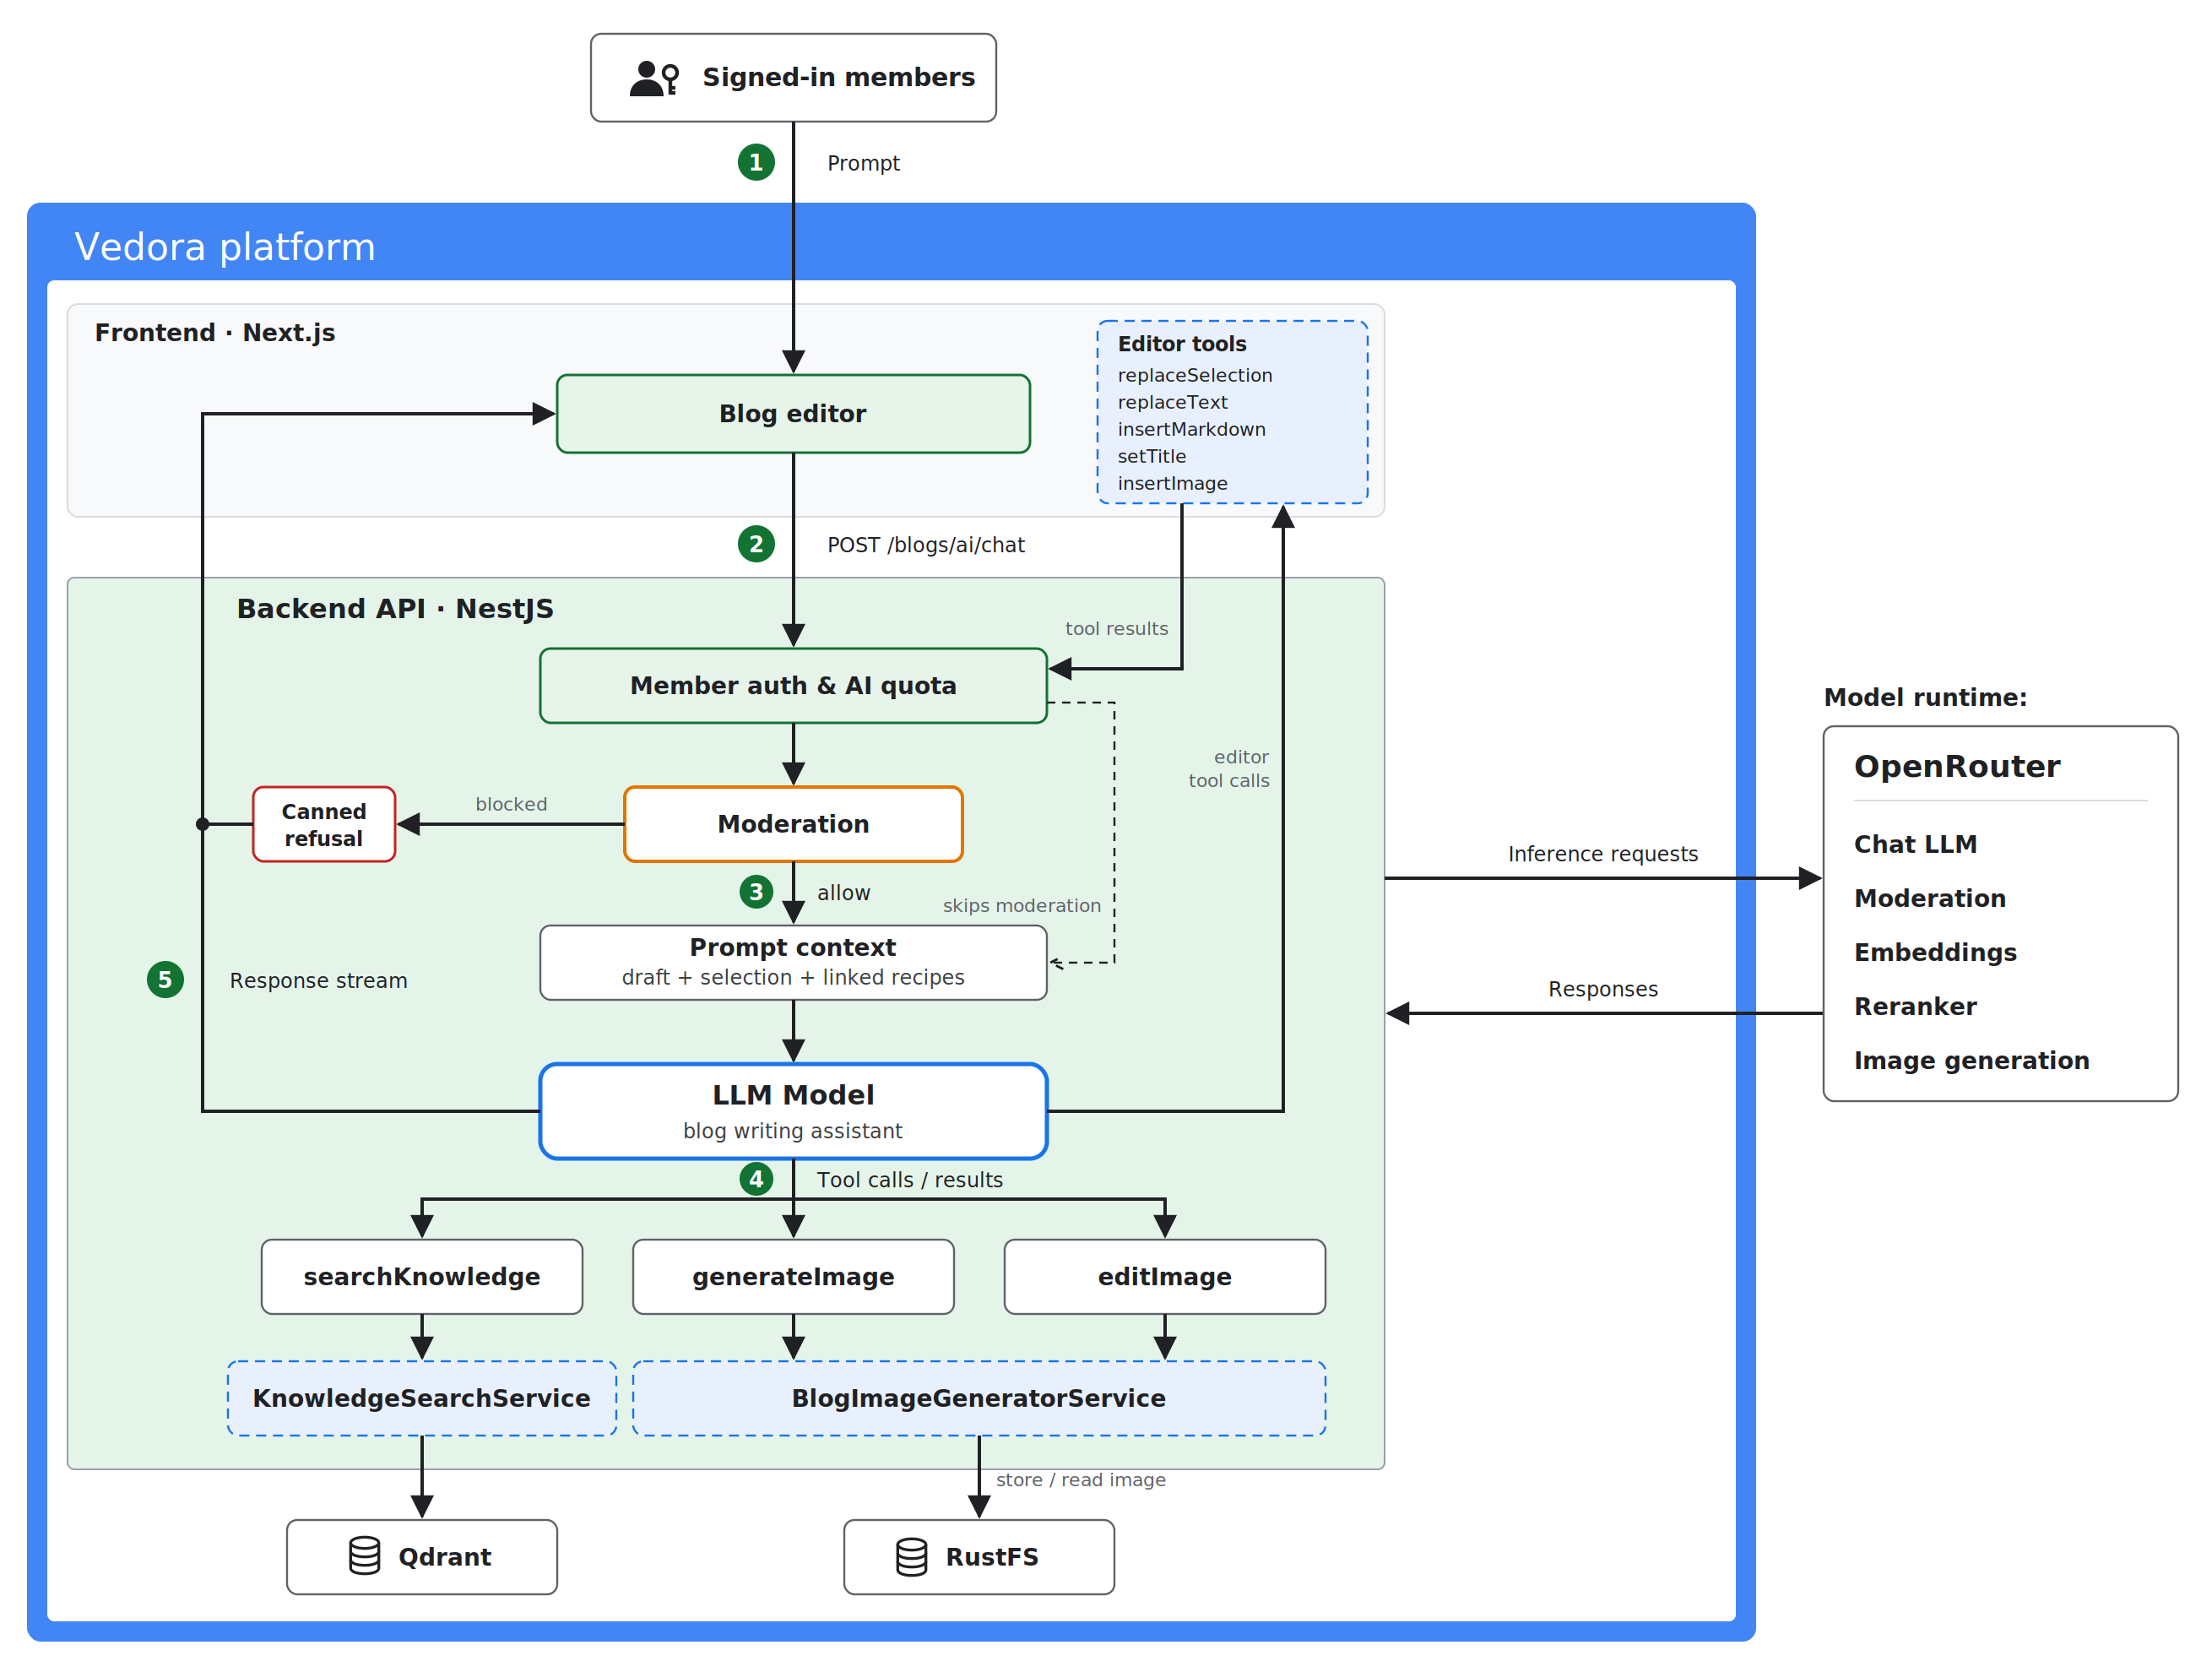 Signed-in members
1
Prompt
Vedora platform
Frontend · Next.js
Editor tools
replaceSelection
replaceText
insertMarkdown
setTitle
insertImage
Blog editor
2
POST /blogs/ai/chat
Backend API · NestJS
tool results
Member auth & AI quota
editor
tool calls
Canned
refusal
blocked
Moderation
3
allow
skips moderation
Prompt context
draft + selection + linked recipes
5
Response stream
LLM Model
blog writing assistant
4
Tool calls / results
searchKnowledge
generateImage
editImage
KnowledgeSearchService
BlogImageGeneratorService
store / read image
Qdrant
RustFS
Inference requests
Responses
Model runtime:
OpenRouter
Chat LLM
Moderation
Embeddings
Reranker
Image generation